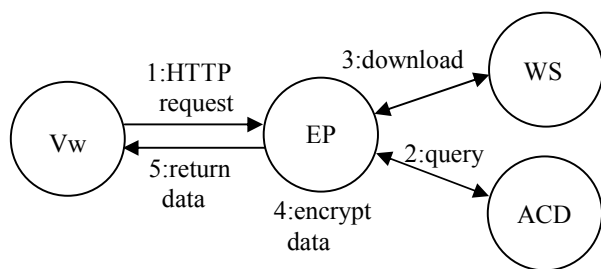 1:HTTP
request
Vw
5:return
data
EP
4:encrypt
data
3:download
WS
2:query
ACD